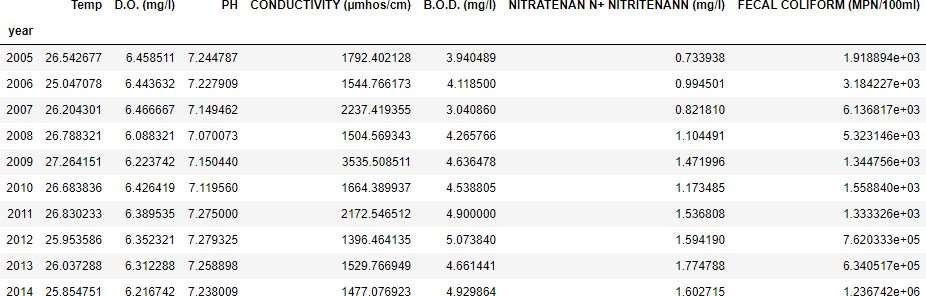 Temp D.O. (mg/l) PH CONDUCTIVITY (µmhos/cm) B.O.D. (mg/l) NITRATENAN N+ NITRITENANN (mg/l) FECAL COLIFORM (MPN/100ml)
year
2005 26.542677 6.458511 7.244787 1792.402128 3.940489 0.733938 1.918894e+03
2006 25.047078 6.443632 7.227909 1544.766173 4.118500 0.994501 3.184227e+03
2007 26.204301 6.466667 7.149462 2237.419355 3.040860 0.821810 6.136817e+03
2008 26.788321 6.088321 7.070073 1504.569343 4.265766 1.104491 5.323146e+03
2009 27.264151 6.223742 7.150440 3535.508511 4.636478 1.471996 1.344756e+03
2010 26.683836 6.426419 7.119560 1664.389937 4.538805 1.173485 1.558840e+03
2011 26.830233 6.389535 7.275000 2172.546512 4.900000 1.536808 1.333326e+03
2012 25.953586 6.352321 7.279325 1396.464135 5.073840 1.594190 7.620333e+05
2013 26.037288 6.312288 7.258898 1529.766949 4.661441 1.774788 6.340517e+05
2014 25.854751 6.216742 7.238009 1477.076923 4.929864 1.602715 1.236742e+06